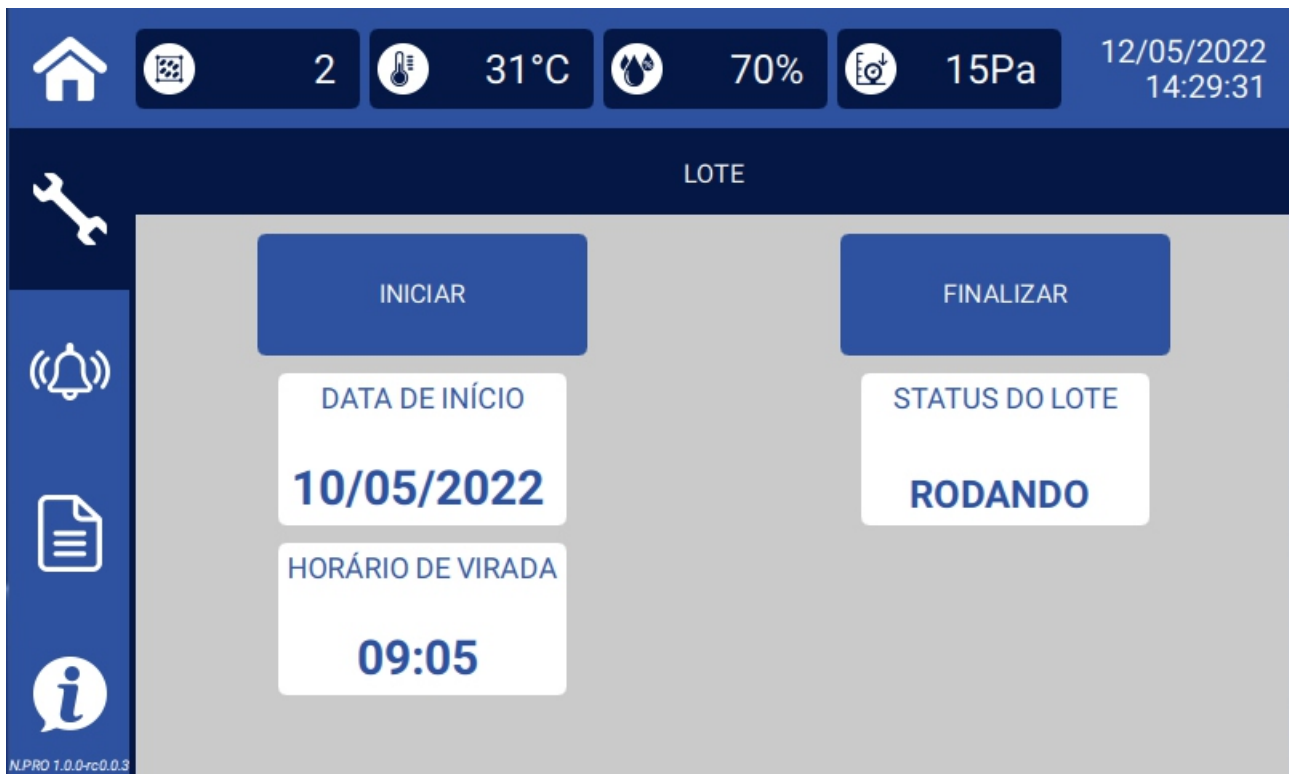 2
31°C
70%
15Pa
12/05/2022
14:29:31
LOTE
INICIAR
FINALIZAR
DATA DE INÍCIO
10/05/2022
STATUS DO LOTE
RODANDO
HORÁRIO DE VIRADA
09:05
N.PRO 1.0.0-rc0.0.3